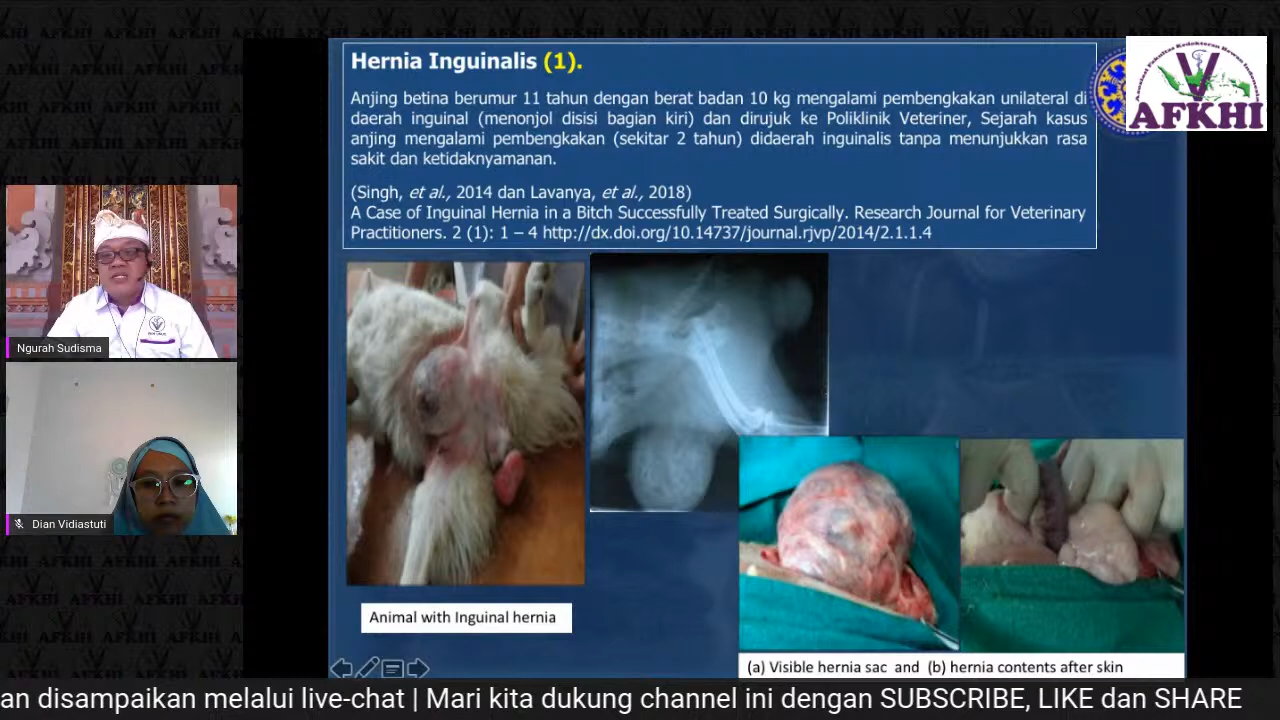 Hernia Inguinalis (1).
Anjing betina berumur 11 tahun dengan berat badan 10 kg mengalami pembengkakan unilateral di
daerah inguinal (menonjol disisi bagian kiri) dan dirujuk ke Poliklinik Veteriner, Sejarah kasus
anjing mengalami pembengkakan (sekitar 2 tahun) didaerah inguinalis tanpa menunjukkan rasa
sakit dan ketidaknyamanan.
(Singh, et al., 2014 dan Lavanya, et al., 2018)
A Case of Inguinal Hernia in a Bitch Successfully Treated Surgically. Research Journal for Veterinary
Practitioners. 2 (1): 1 – 4 http://dx.doi.org/10.14737/journal.rjvp/2014/2.1.1.4
AFKHI
Ngurah Sudisma
Dian Vidiastuti
Animal with Inguinal hernia
(a) Visible hernia sac and (b) hernia contents after skin
an disampaikan melalui live-chat | Mari kita dukung channel ini dengan SUBSCRIBE, LIKE dan SHARE